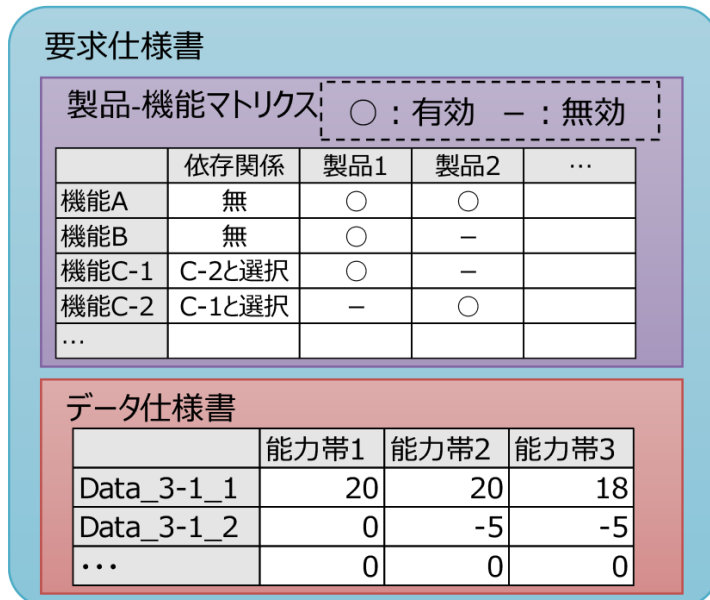 要求仕様書
製品-機能マトリクス
○：有効 －：無効
依存関係 製品1 製品2 …
機能A 無 ○ ○
機能B 無 ○ －
機能C-1 C-2と選択 ○ －
機能C-2 C-1と選択 － ○
…
データ仕様書
能力帯1 能力帯2 能力帯3
Data_3-1_1 20 20 18
Data_3-1_2 0 -5 -5
… 0 0 0